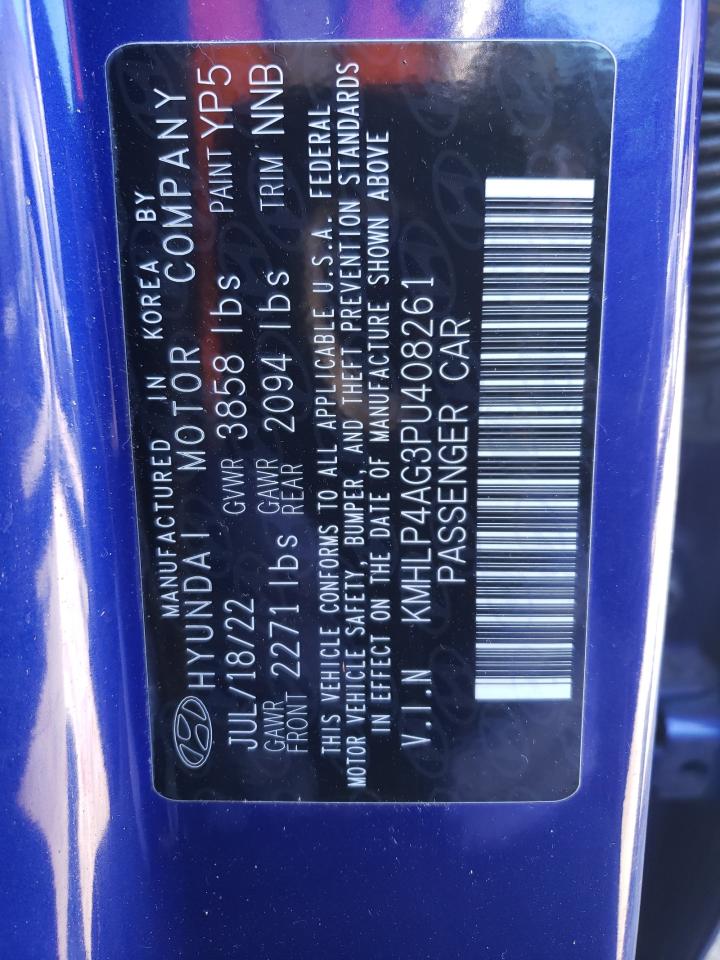 MANUFACTURED IN KOREA BY
HYUNDAI MOTOR COMPANY
JUL/18/22 GVWR 3858 lbs PAINT YP5
GAWR FRONT 2271 lbs GAWR REAR 2094 lbs TRIM NNB
THIS VEHICLE CONFORMS TO ALL APPLICABLE U.S.A. FEDERAL
MOTOR VEHICLE SAFETY, BUMPER, AND THEFT PREVENTION STANDARDS
IN EFFECT ON THE DATE OF MANUFACTURE SHOWN ABOVE
V.I.N KMHLP4AG3PU408261
PASSENGER CAR